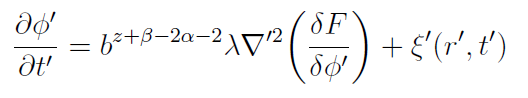 ∂φ′/∂t′ = b^{z+β−2α−2} λ∇′² (δF/δφ′) + ξ′(r′, t′)